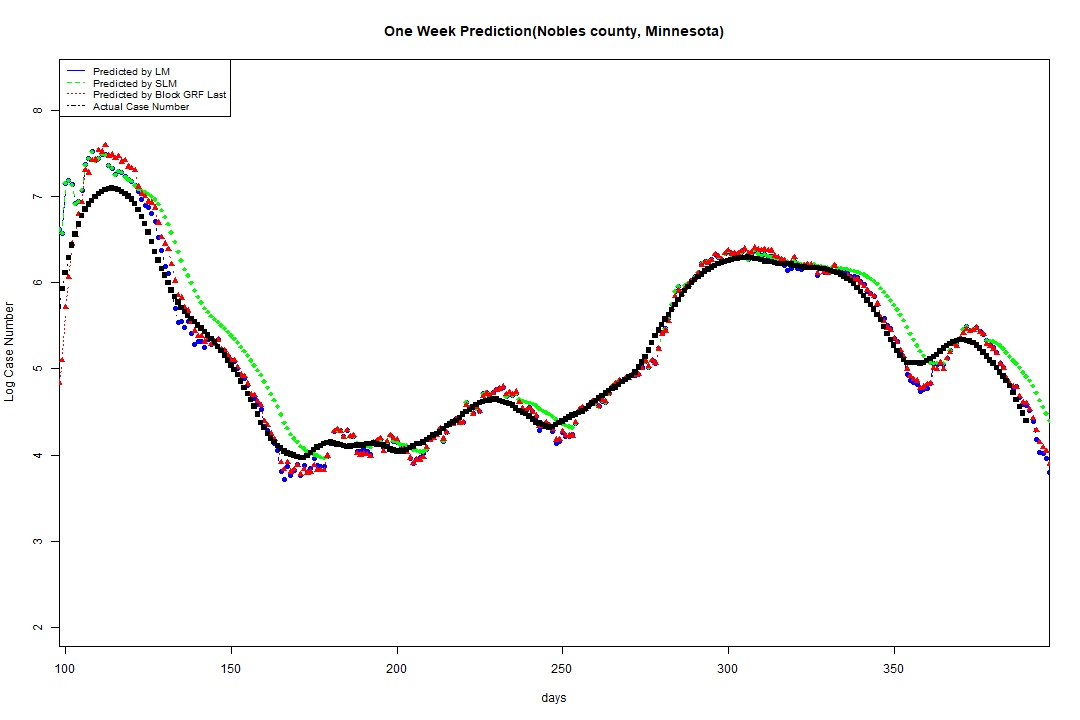 One Week Prediction(Nobles county, Minnesota)
Predicted by LM
Predicted by SLM
Predicted by Block GRF Last
Actual Case Number
Log Case Number
8
7
6
5
4
3
2
100 150 200 250 300 350
days